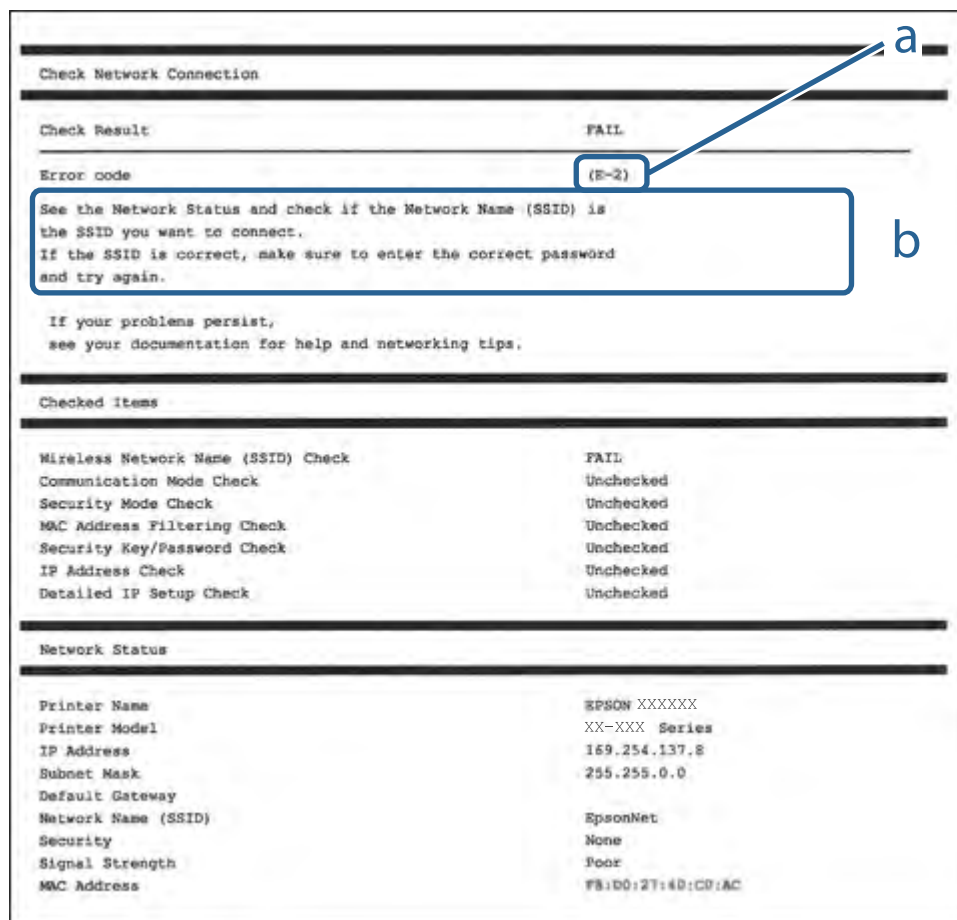 a
Check Network Connection
Check Result FAIL
Error code (E-2)
See the Network Status and check if the Network Name (SSID) is
the SSID you want to connect.
If the SSID is correct, make sure to enter the correct password
and try again.
b
If your problems persist,
see your documentation for help and networking tips.
Checked Items
Wireless Network Name (SSID) Check FAIL
Communication Mode Check Unchecked
Security Mode Check Unchecked
MAC Address Filtering Check Unchecked
Security Key/Password Check Unchecked
IP Address Check Unchecked
Detailed IP Setup Check Unchecked
Network Status
Printer Name EPSON XXXXXX
Printer Model XX-XXX Series
IP Address 169.254.137.8
Subnet Mask 255.255.0.0
Default Gateway
Network Name (SSID) EpsonNet
Security None
Signal Strength Poor
MAC Address F8:D0:27:40:C0:AC